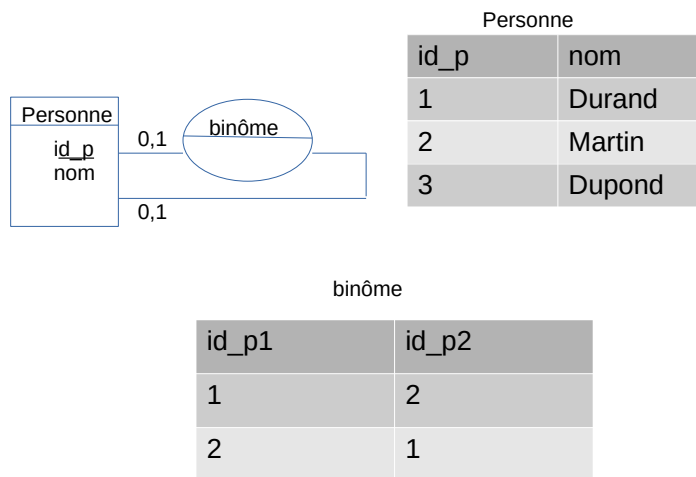 Personne
id_p nom
1 Durand
2 Martin
3 Dupond
Personne
id_p
nom
0,1
binôme
0,1
binôme
id_p1 id_p2
1 2
2 1